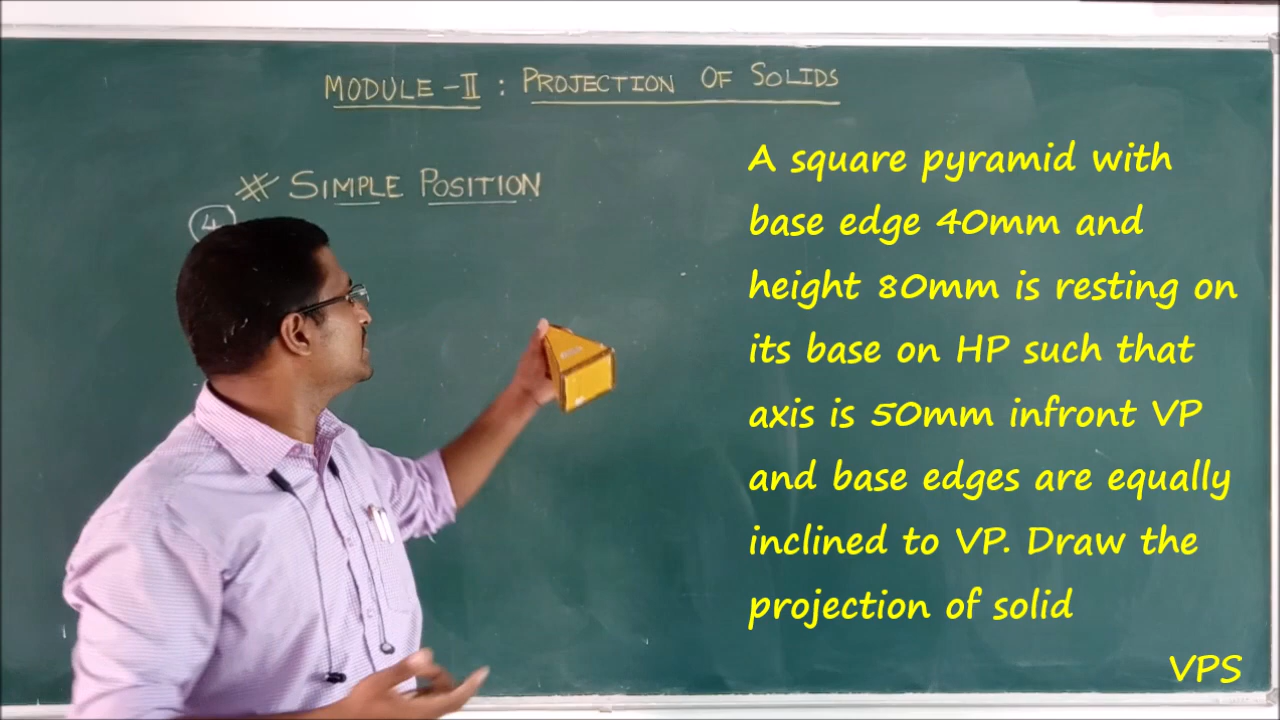 MODULE - II : PROJECTION OF SOLIDS
# SIMPLE POSITION
4
A square pyramid with
base edge 40mm and
height 80mm is resting on
its base on HP such that
axis is 50mm infront VP
and base edges are equally
inclined to VP. Draw the
projection of solid
VPS